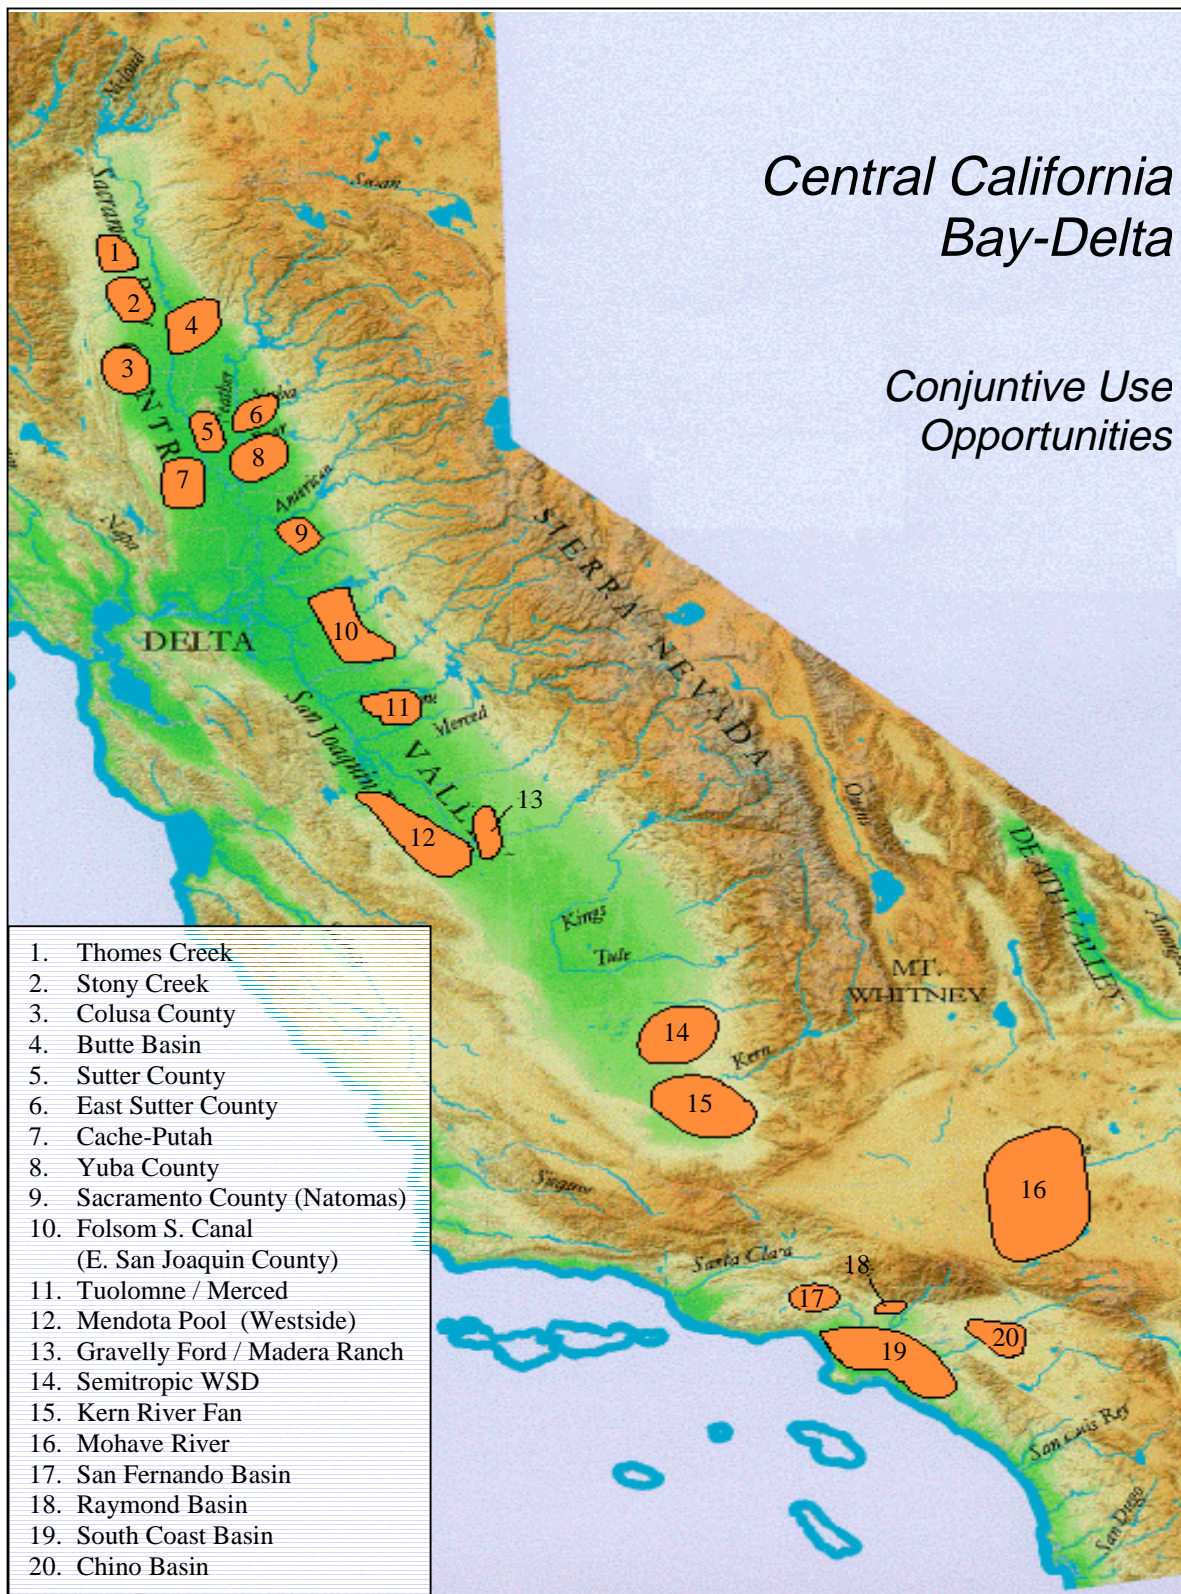 Central California
Bay-Delta
Conjuntive Use
Opportunities
McCloud
Susan
1
2
4
3
Feather
Yuba
6
5
Bear
8
7
American
9
Napa
SIERRA NEVADA
10
DELTA
San Joaquin
11
Merced
VALLEY
13
12
Owens
DEATH VALLEY
Kings
Tule
MT.
WHITNEY
14
Kern
15
16
Santa Clara
18
17
20
19
San Luis Rey
San Diego
1. Thomes Creek
2. Stony Creek
3. Colusa County
4. Butte Basin
5. Sutter County
6. East Sutter County
7. Cache-Putah
8. Yuba County
9. Sacramento County (Natomas)
10. Folsom S. Canal
(E. San Joaquin County)
11. Tuolomne / Merced
12. Mendota Pool (Westside)
13. Gravelly Ford / Madera Ranch
14. Semitropic WSD
15. Kern River Fan
16. Mohave River
17. San Fernando Basin
18. Raymond Basin
19. South Coast Basin
20. Chino Basin